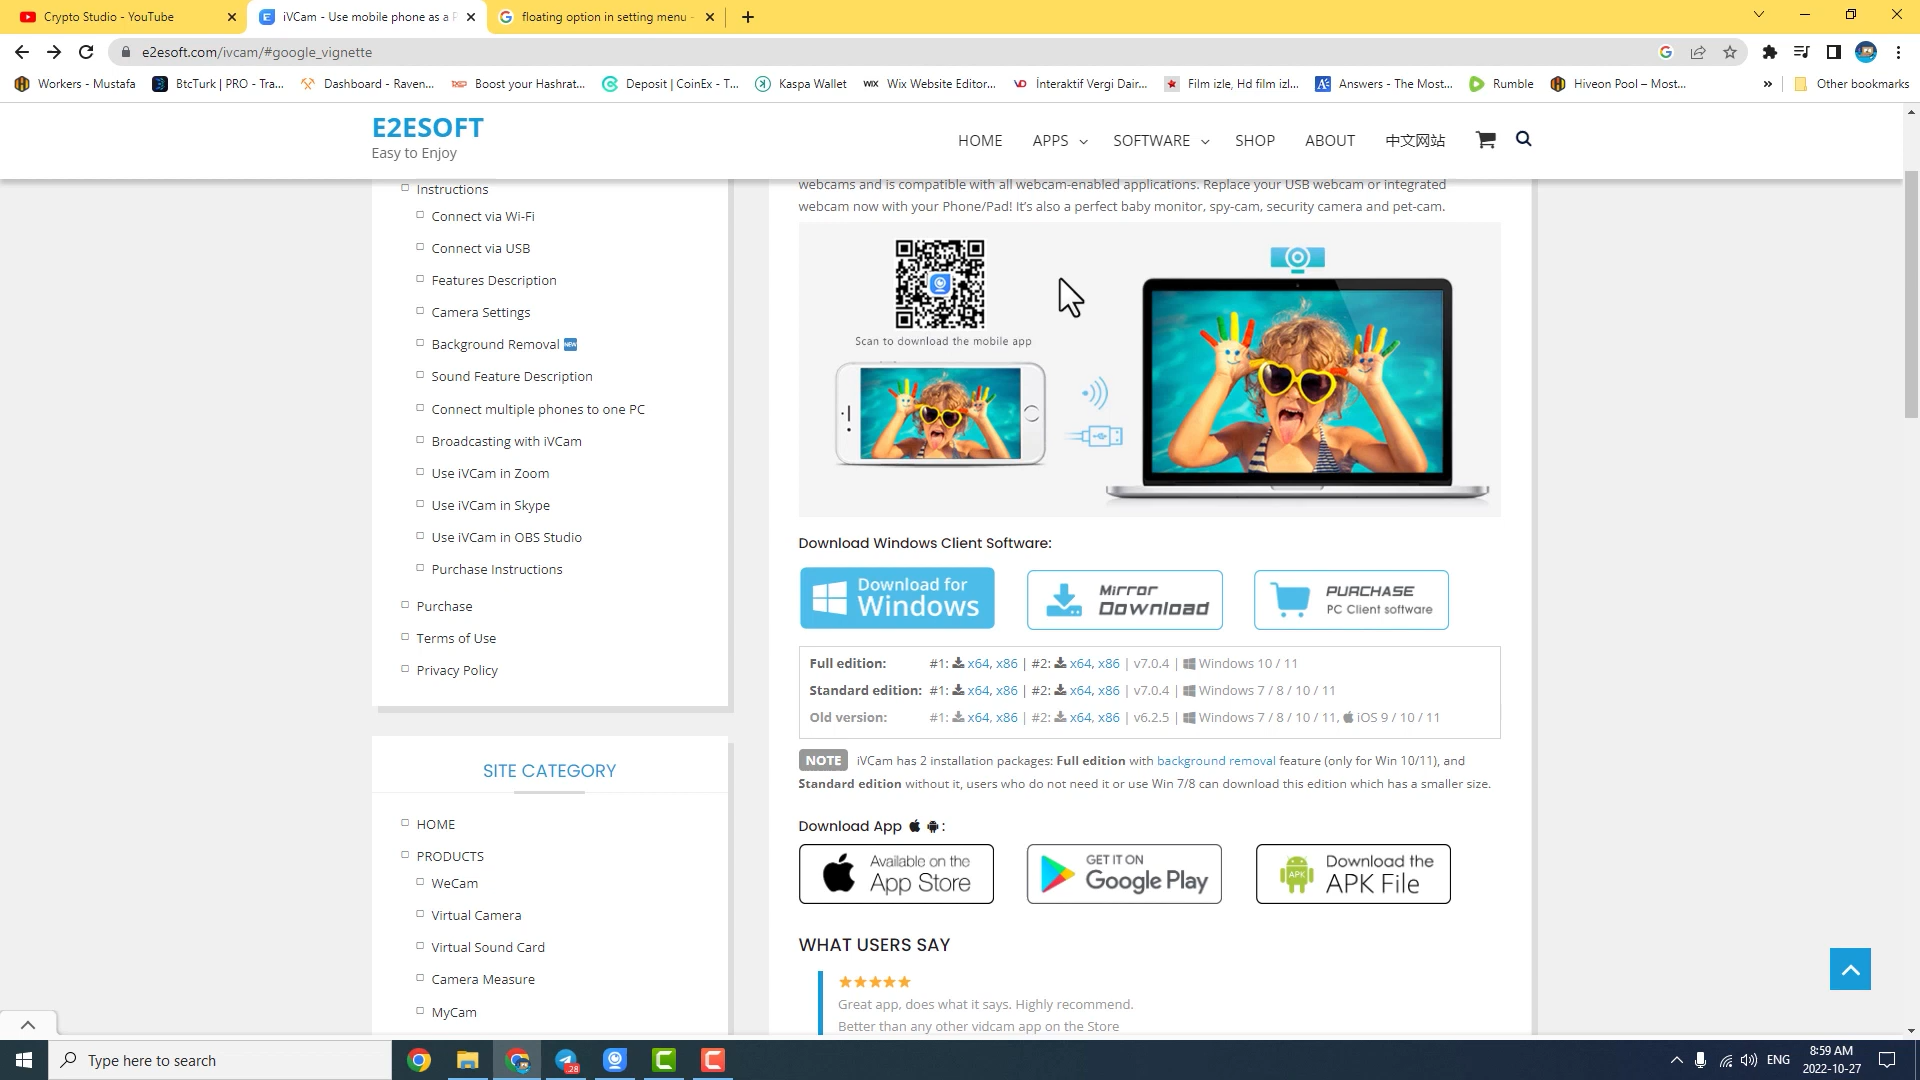 Crypto Studio - YouTube
iVCam - Use mobile phone as a P
floating option in setting menu -
e2esoft.com/ivcam/#google_vignette
Workers - Mustafa
BtcTurk | PRO - Tra...
Dashboard - Raven...
Boost your Hashrat...
Deposit | CoinEx - T...
Kaspa Wallet
WIX Wix Website Editor...
İnteraktif Vergi Dair...
Film izle, Hd film izl...
Answers - The Most...
Rumble
Hiveon Pool – Most...
»
Other bookmarks
E2ESOFT
Easy to Enjoy
HOME
APPS
SOFTWARE
SHOP
ABOUT
中文网站
Instructions
Connect via Wi-Fi
Connect via USB
Features Description
Camera Settings
Background Removal NEW
Sound Feature Description
Connect multiple phones to one PC
Broadcasting with iVCam
Use iVCam in Zoom
Use iVCam in Skype
Use iVCam in OBS Studio
Purchase Instructions
Purchase
Terms of Use
Privacy Policy
SITE CATEGORY
HOME
PRODUCTS
WeCam
Virtual Camera
Virtual Sound Card
Camera Measure
MyCam
webcams and is compatible with all webcam-enabled applications. Replace your USB webcam or integrated
webcam now with your Phone/Pad! It's also a perfect baby monitor, spy-cam, security camera and pet-cam.
Scan to download the mobile app
Download Windows Client Software:
Download for
Windows
Mirror
Download
PURCHASE
PC Client software
Full edition: #1: x64, x86 | #2: x64, x86 | v7.0.4 | Windows 10 / 11
Standard edition: #1: x64, x86 | #2: x64, x86 | v7.0.4 | Windows 7 / 8 / 10 / 11
Old version: #1: x64, x86 | #2: x64, x86 | v6.2.5 | Windows 7 / 8 / 10 / 11, iOS 9 / 10 / 11
NOTE iVCam has 2 installation packages: Full edition with background removal feature (only for Win 10/11), and
Standard edition without it, users who do not need it or use Win 7/8 can download this edition which has a smaller size.
Download App :
Available on the
App Store
GET IT ON
Google Play
APK
Download the
APK File
WHAT USERS SAY
Great app, does what it says. Highly recommend.
Better than any other vidcam app on the Store
Type here to search
28
ENG
8:59 AM
2022-10-27